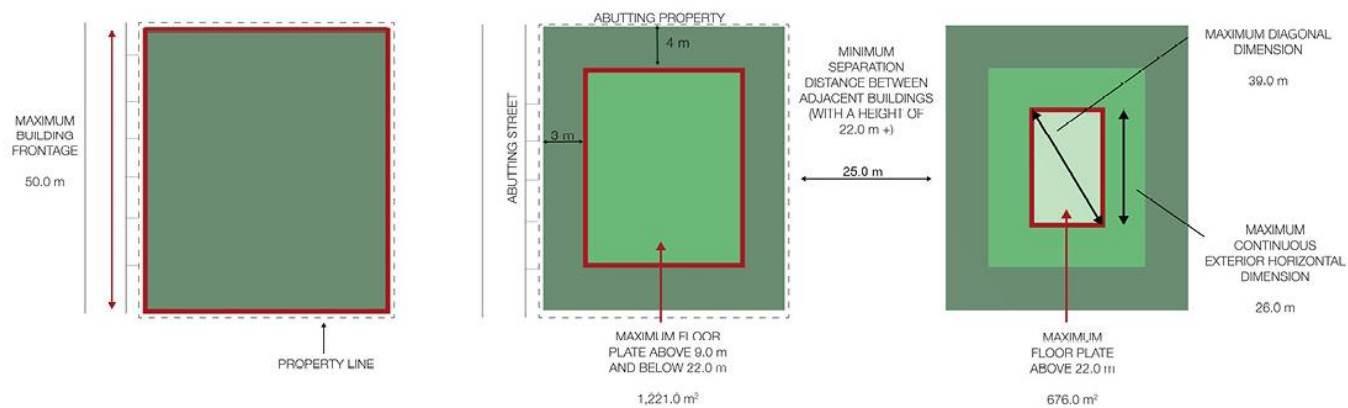 MAXIMUM
BUILDING
FRONTAGE
50.0 m
PROPERTY LINE
ABUTTING PROPERTY
4 m
3 m
ABUTTING STREET
MAXIMUM FLOOR
PLATE ABOVE 9.0 m
AND BELOW 22.0 m
1,221.0 m²
MINIMUM
SEPARATION
DISTANCE BETWEEN
ADJACENT BUILDINGS
(WITH A HEIGHT OF
22.0 m +)
25.0 m
MAXIMUM DIAGONAL
DIMENSION
39.0 m
MAXIMUM
CONTINUOUS
EXTERIOR HORIZONTAL
DIMENSION
26.0 m
MAXIMUM
FLOOR PLATE
ABOVE 22.0 m
676.0 m²